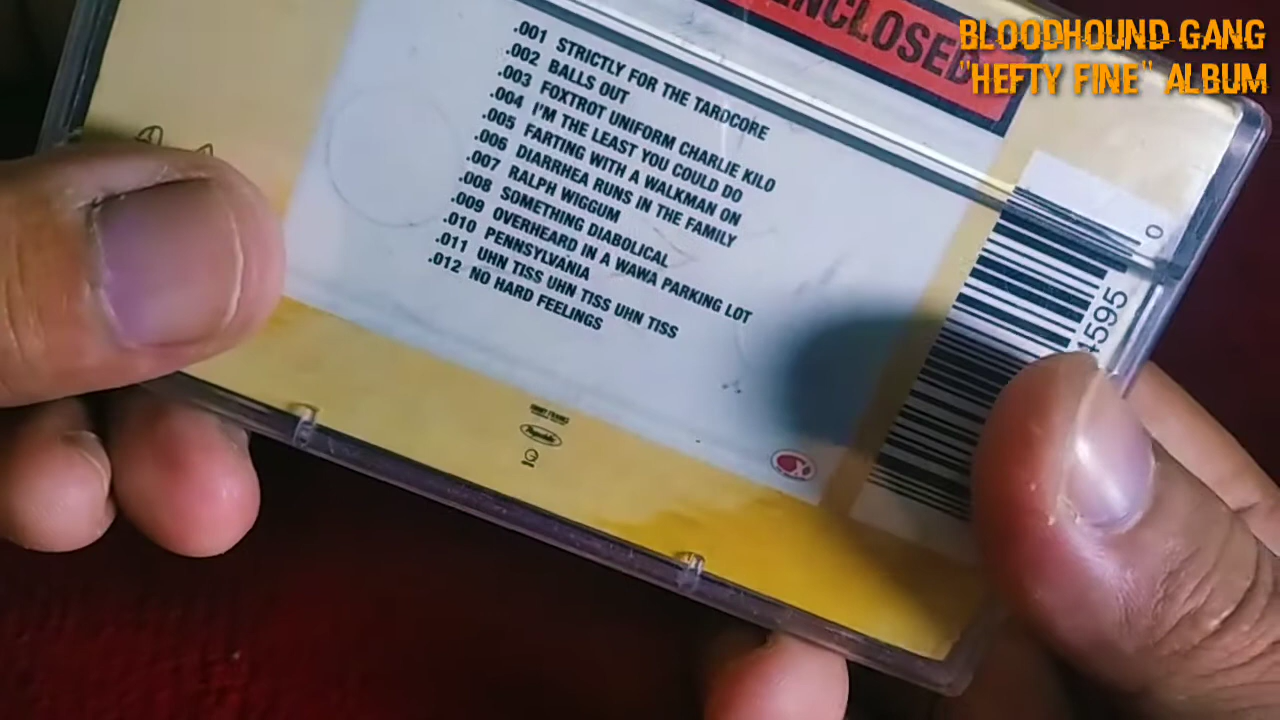 ENCLOSED
BLOODHOUND GANG
"HEFTY FINE" ALBUM
.001 STRICTLY FOR THE TARDCORE
.002 BALLS OUT
.003 FOXTROT UNIFORM CHARLIE KILO
.004 I'M THE LEAST YOU COULD DO
.005 FARTING WITH A WALKMAN ON
.006 DIARRHEA RUNS IN THE FAMILY
.007 RALPH WIGGUM
.008 SOMETHING DIABOLICAL
.009 OVERHEARD IN A WAWA PARKING LOT
.010 PENNSYLVANIA
.011 UHN TISS UHN TISS UHN TISS
.012 NO HARD FEELINGS
0
4595